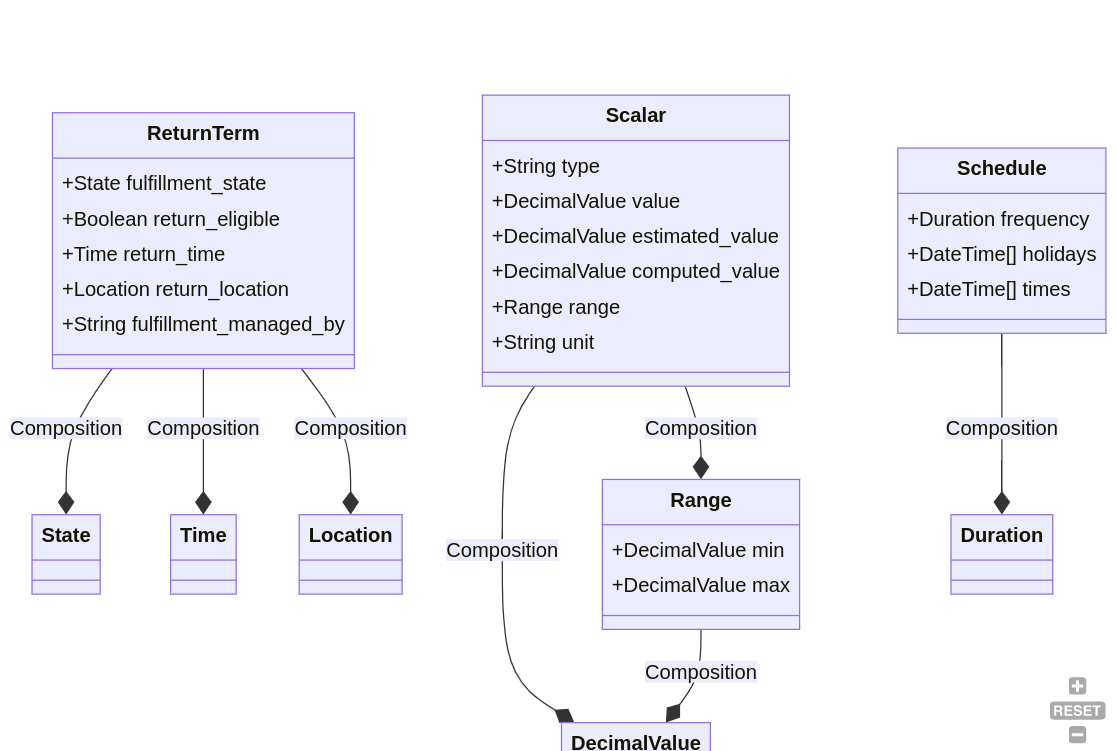 ReturnTerm
+State fulfillment_state
+Boolean return_eligible
+Time return_time
+Location return_location
+String fulfillment_managed_by
Composition
Composition
Composition
State
Time
Location
Scalar
+String type
+DecimalValue value
+DecimalValue estimated_value
+DecimalValue computed_value
+Range range
+String unit
Composition
Composition
Range
+DecimalValue min
+DecimalValue max
Composition
DecimalValue
Schedule
+Duration frequency
+DateTime[] holidays
+DateTime[] times
Composition
Duration
+
RESET
−